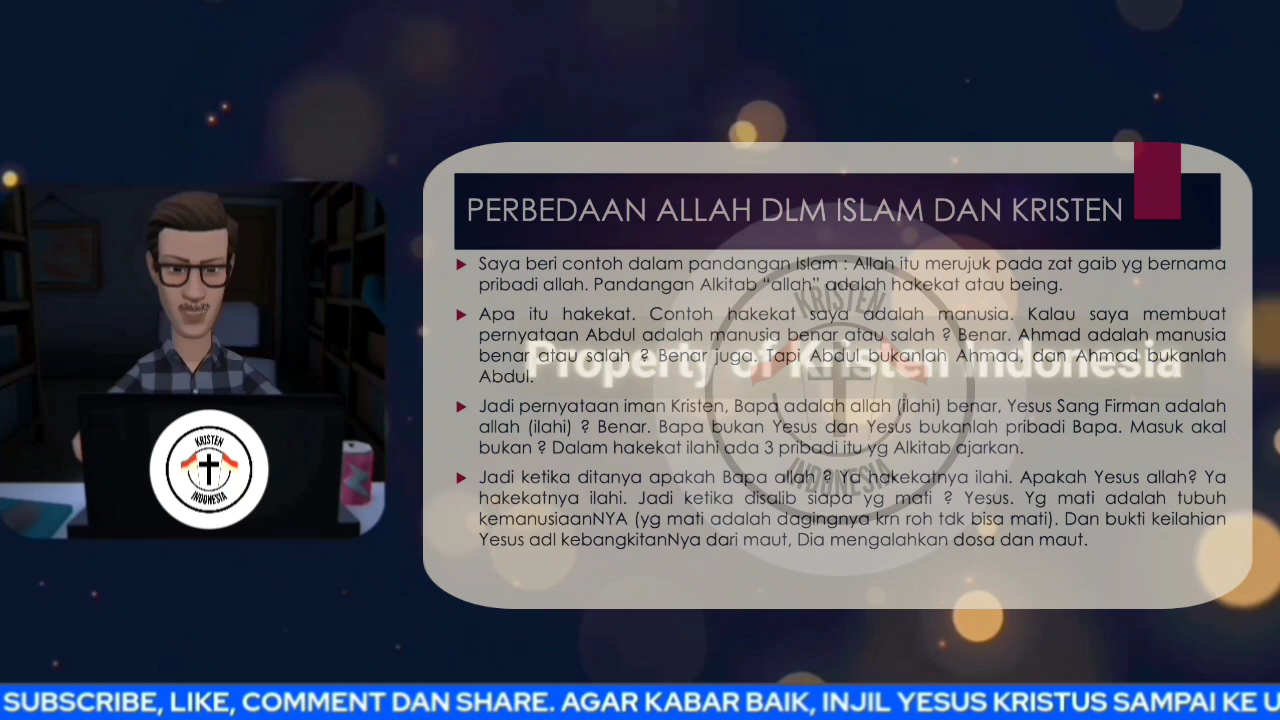 PERBEDAAN ALLAH DLM ISLAM DAN KRISTEN
Saya beri contoh dalam pandangan Islam : Allah itu merujuk pada zat gaib yg bernama
pribadi allah. Pandangan Alkitab “allah” adalah hakekat atau being.
Apa itu hakekat. Contoh hakekat saya adalah manusia. Kalau saya membuat
pernyataan Abdul adalah manusia benar atau salah ? Benar. Ahmad adalah manusia
benar atau salah ? Benar juga. Tapi Abdul bukanlah Ahmad, dan Ahmad bukanlah
Abdul.
Jadi pernyataan iman Kristen, Bapa adalah allah (ilahi) benar, Yesus Sang Firman adalah
allah (ilahi) ? Benar. Bapa bukan Yesus dan Yesus bukanlah pribadi Bapa. Masuk akal
bukan ? Dalam hakekat ilahi ada 3 pribadi itu yg Alkitab ajarkan.
Jadi ketika ditanya apakah Bapa allah ? Ya hakekatnya ilahi. Apakah Yesus allah? Ya
hakekatnya ilahi. Jadi ketika disalib siapa yg mati ? Yesus. Yg mati adalah tubuh
kemanusiaanNYA (yg mati adalah dagingnya krn roh tdk bisa mati). Dan bukti keilahian
Yesus adl kebangkitanNya dari maut, Dia mengalahkan dosa dan maut.
Property of Kristen Indonesia
KRISTEN
INDONESIA
KRISTEN
INDONESIA
SUBSCRIBE, LIKE, COMMENT DAN SHARE. AGAR KABAR BAIK, INJIL YESUS KRISTUS SAMPAI KE U